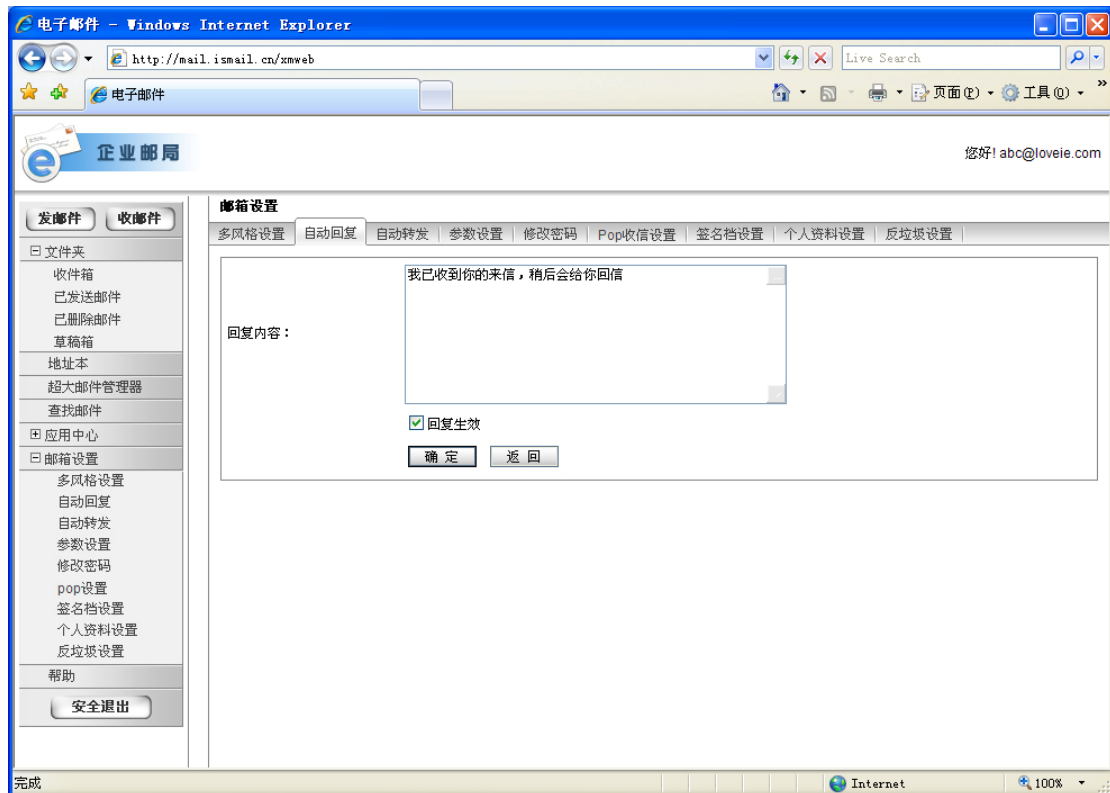 电子邮件 - Windows Internet Explorer
http://mail.ismail.cn/xmweb
Live Search
电子邮件
页面(P)
工具(O)
企业邮局
您好! abc@loveie.com
发邮件 收邮件
文件夹
收件箱
已发送邮件
已删除邮件
草稿箱
地址本
超大邮件管理器
查找邮件
应用中心
邮箱设置
多风格设置
自动回复
自动转发
参数设置
修改密码
pop设置
签名档设置
个人资料设置
反垃圾设置
帮助
安全退出
邮箱设置
多风格设置 自动回复 自动转发 参数设置 修改密码 Pop收信设置 签名档设置 个人资料设置 反垃圾设置
我已收到你的来信，稍后会给你回信
回复内容：
回复生效
确定 返回
完成
Internet
100%